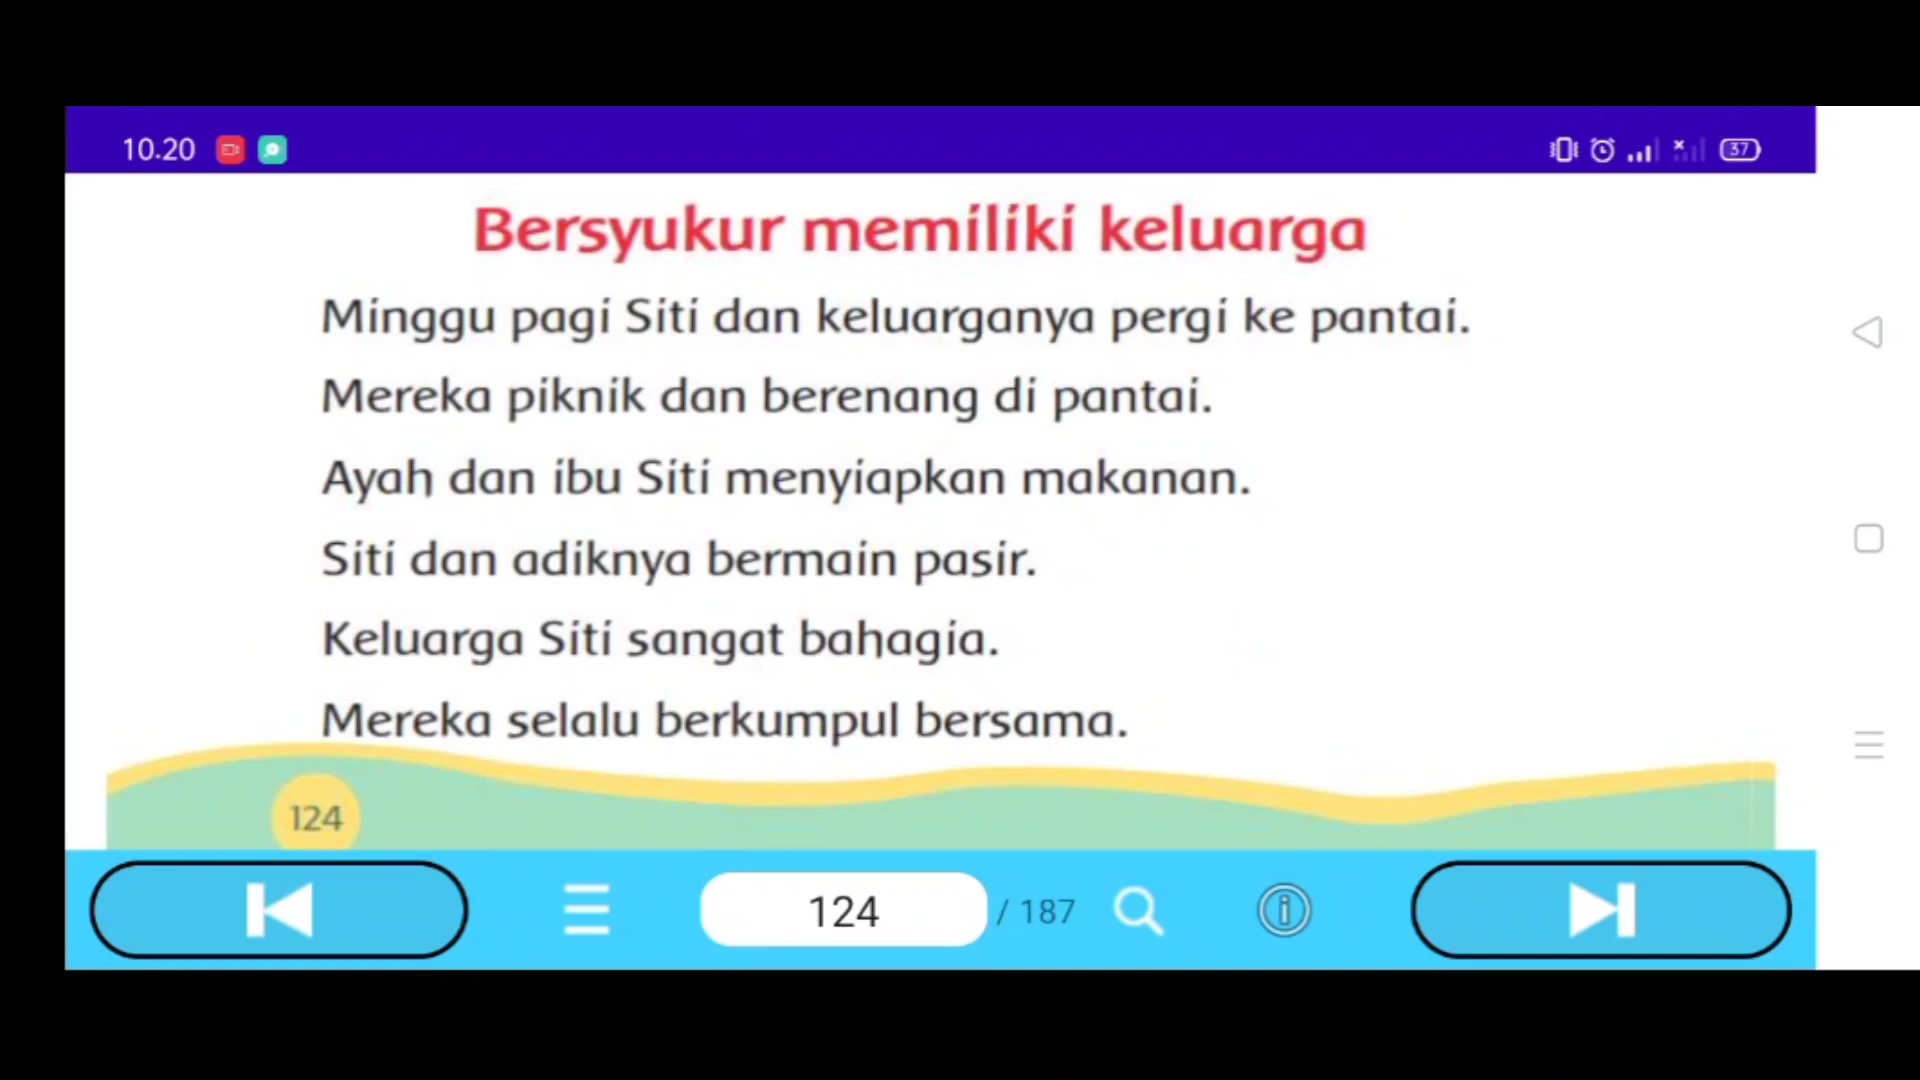 10.20
37
Bersyukur memiliki keluarga
Minggu pagi Siti dan keluarganya pergi ke pantai.
Mereka piknik dan berenang di pantai.
Ayah dan ibu Siti menyiapkan makanan.
Siti dan adiknya bermain pasir.
Keluarga Siti sangat bahagia.
Mereka selalu berkumpul bersama.
124
124 / 187